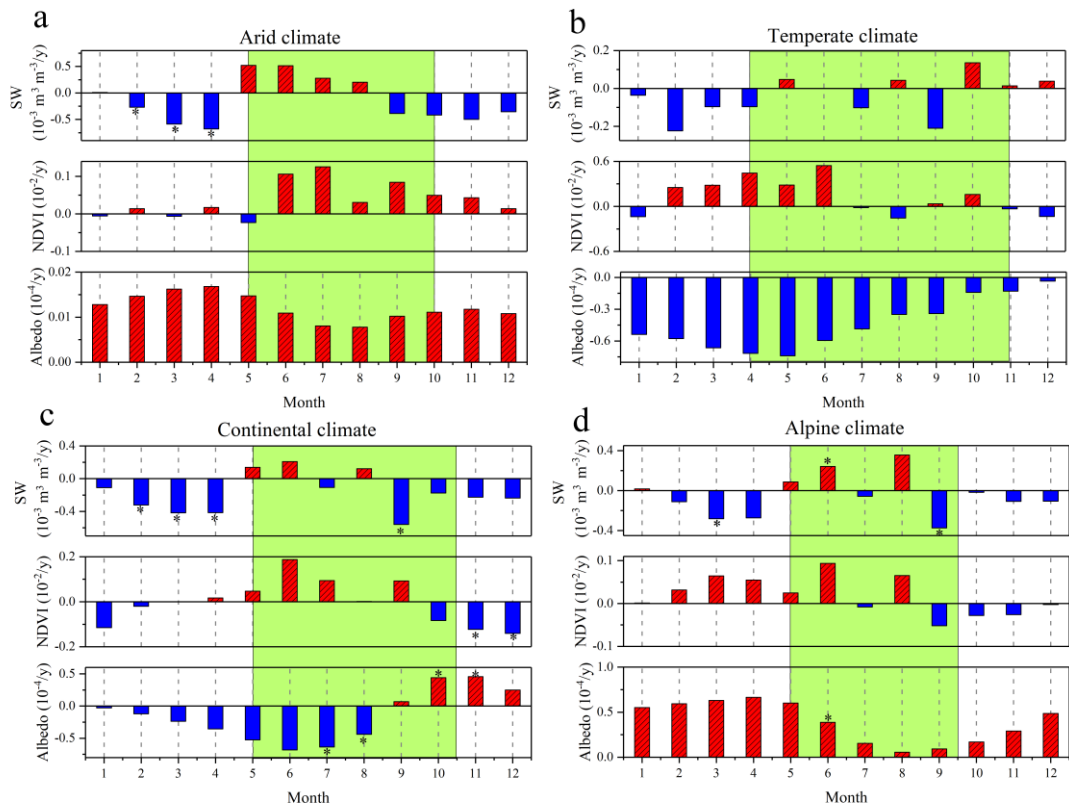 a
Arid climate
SW
(10⁻³ m³ m⁻³/y)
0.5
0.0
-0.5
*
*
*
NDVI (10⁻²/y)
0.1
0.0
-0.1
Albedo (10⁻⁴/y)
0.02
0.01
0.00
1 2 3 4 5 6 7 8 9 10 11 12
Month
b
Temperate climate
SW
(10⁻³ m³ m⁻³/y)
0.2
0.0
-0.2
NDVI (10⁻²/y)
0.6
0.0
-0.6
Albedo (10⁻⁴/y)
0.0
-0.3
-0.6
1 2 3 4 5 6 7 8 9 10 11 12
Month
c
Continental climate
SW
(10⁻³ m³ m⁻³/y)
0.4
0.0
-0.4
*
*
*
*
NDVI (10⁻²/y)
0.2
0.0
-0.2
*
*
Albedo (10⁻⁴/y)
0.5
0.0
-0.5
*
*
*
*
1 2 3 4 5 6 7 8 9 10 11 12
Month
d
Alpine climate
SW
(10⁻³ m³ m⁻³/y)
0.4
0.0
-0.4
*
*
*
NDVI (10⁻²/y)
0.1
0.0
-0.1
Albedo (10⁻⁴/y)
1.0
0.5
0.0
*
1 2 3 4 5 6 7 8 9 10 11 12
Month